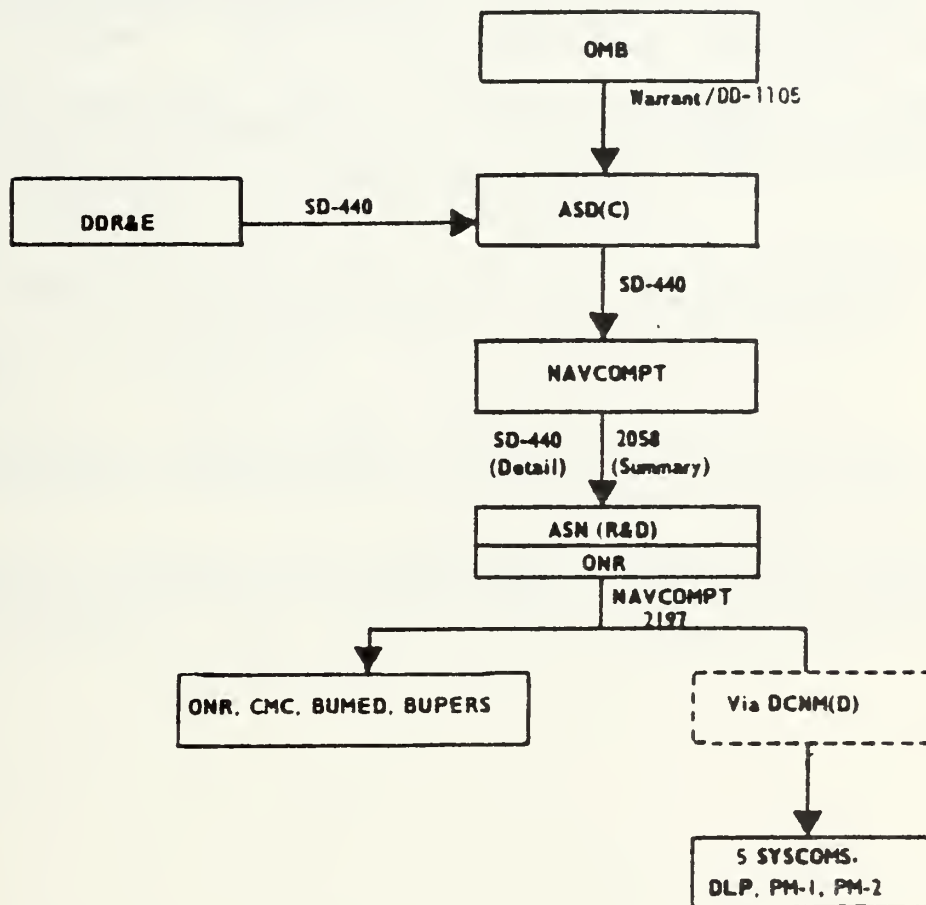 OMB
Warrant/DD-1105
DDR&E
SD-440
ASD(C)
SD-440
NAVCOMPT
SD-440 2058
(Detail) (Summary)
ASN (R&D)
ONR
NAVCOMPT
2197
ONR, CMC, BUMED, BUPERS
Via DCNM(D)
5 SYSCOMS.
DLP, PM-1, PM-2